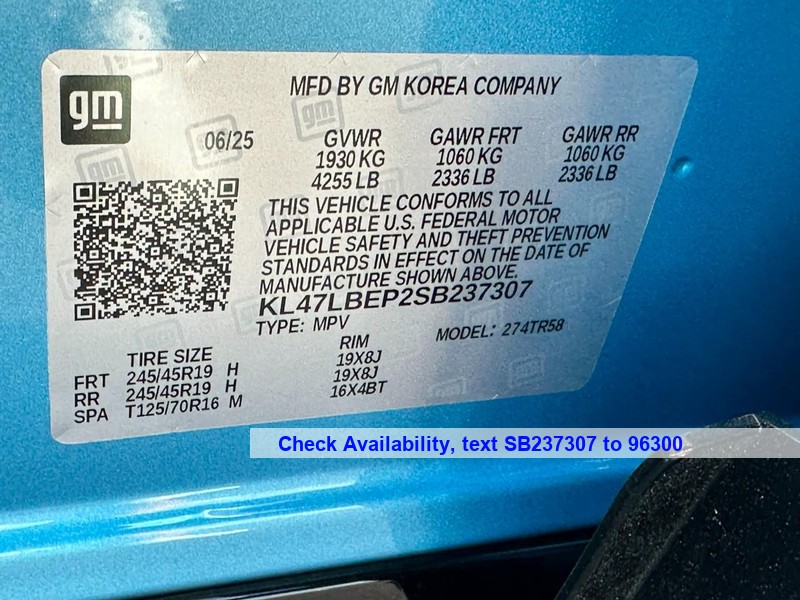 gm
MFD BY GM KOREA COMPANY
06/25
GVWR GAWR FRT GAWR RR
1930 KG 1060 KG 1060 KG
4255 LB 2336 LB 2336 LB
THIS VEHICLE CONFORMS TO ALL
APPLICABLE U.S. FEDERAL MOTOR
VEHICLE SAFETY AND THEFT PREVENTION
STANDARDS IN EFFECT ON THE DATE OF
MANUFACTURE SHOWN ABOVE.
KL47LBEP2SB237307
TYPE: MPV MODEL: 274TR58
TIRE SIZE RIM
FRT 245/45R19 H 19X8J
RR 245/45R19 H 19X8J
SPA T125/70R16 M 16X4BT
Check Availability, text SB237307 to 96300